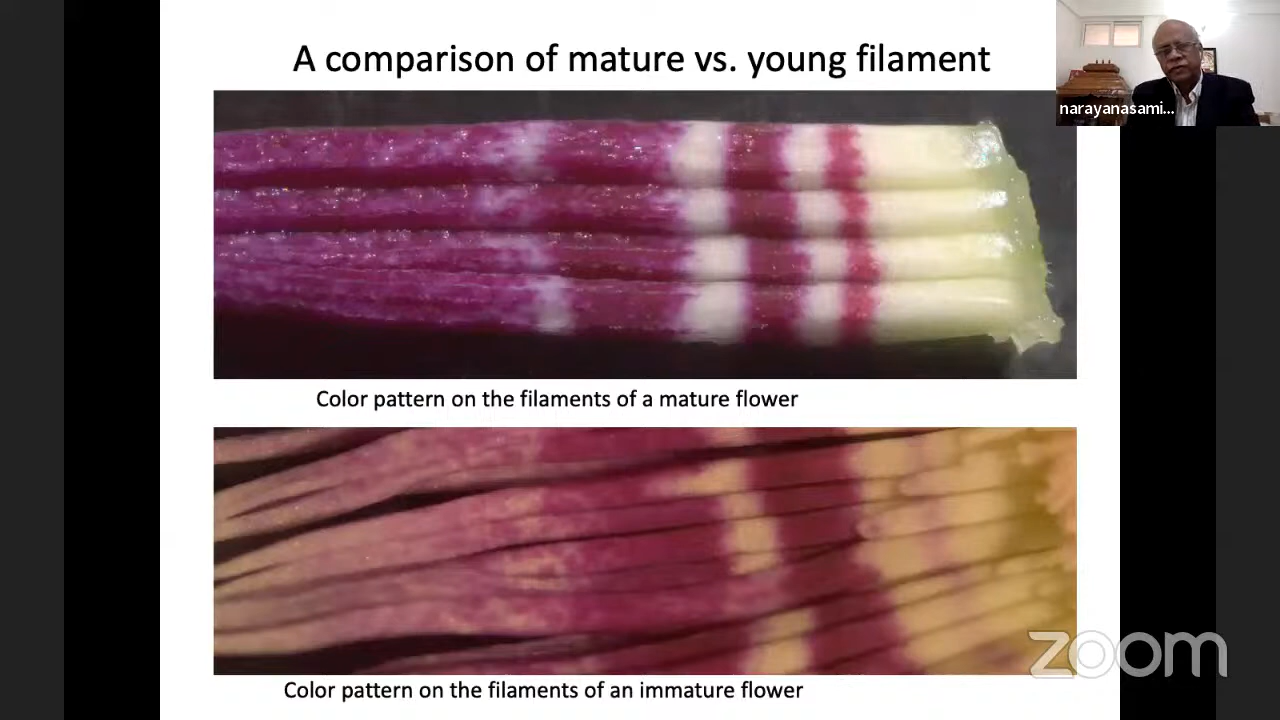 A comparison of mature vs. young filament
narayanasami...
Color pattern on the filaments of a mature flower
Color pattern on the filaments of an immature flower
zoom